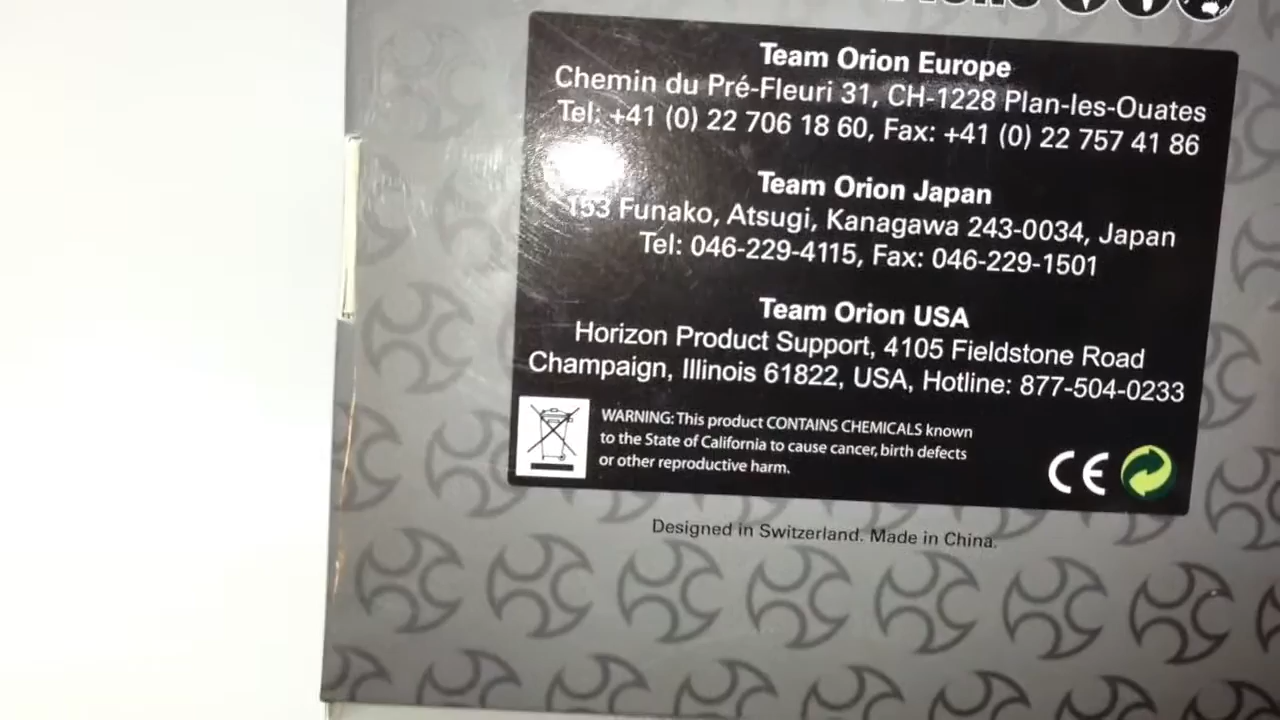 Team Orion Europe
Chemin du Pré-Fleuri 31, CH-1228 Plan-les-Ouates
Tel: +41 (0) 22 706 18 60, Fax: +41 (0) 22 757 41 86
Team Orion Japan
153 Funako, Atsugi, Kanagawa 243-0034, Japan
Tel: 046-229-4115, Fax: 046-229-1501
Team Orion USA
Horizon Product Support, 4105 Fieldstone Road
Champaign, Illinois 61822, USA, Hotline: 877-504-0233
WARNING: This product CONTAINS CHEMICALS known
to the State of California to cause cancer, birth defects
or other reproductive harm.
CE
Designed in Switzerland. Made in China.